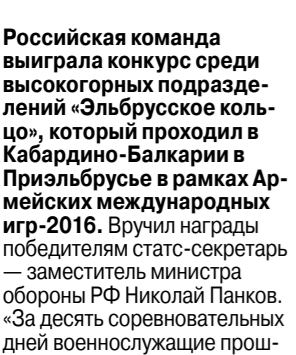 Российская команда
выиграла конкурс среди
высокогорных подразде-
лений «Эльбрусское коль-
цо», который проходил в
Кабардино-Балкарии в
Приэльбрусье в рамках Ар-
мейских международных
игр-2016. Вручил награды
победителям статс-секретарь
— заместитель министра
обороны РФ Николай Панков.
«За десять соревновательных
дней военнослужащие прош-